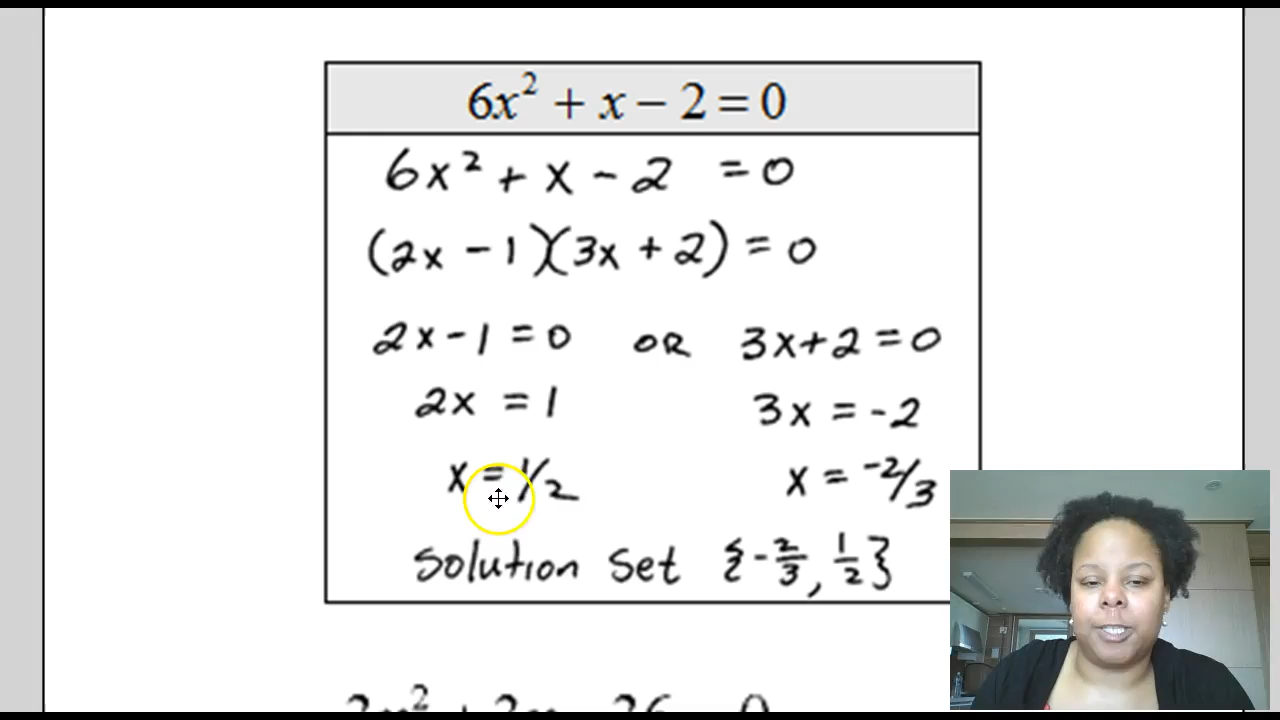 6x² + x − 2 = 0
6x² + x - 2 = 0
(2x - 1)(3x + 2) = 0
2x - 1 = 0 OR 3x + 2 = 0
2x = 1 3x = -2
x = 1/2 x = -2/3
Solution Set {-2/3, 1/2}